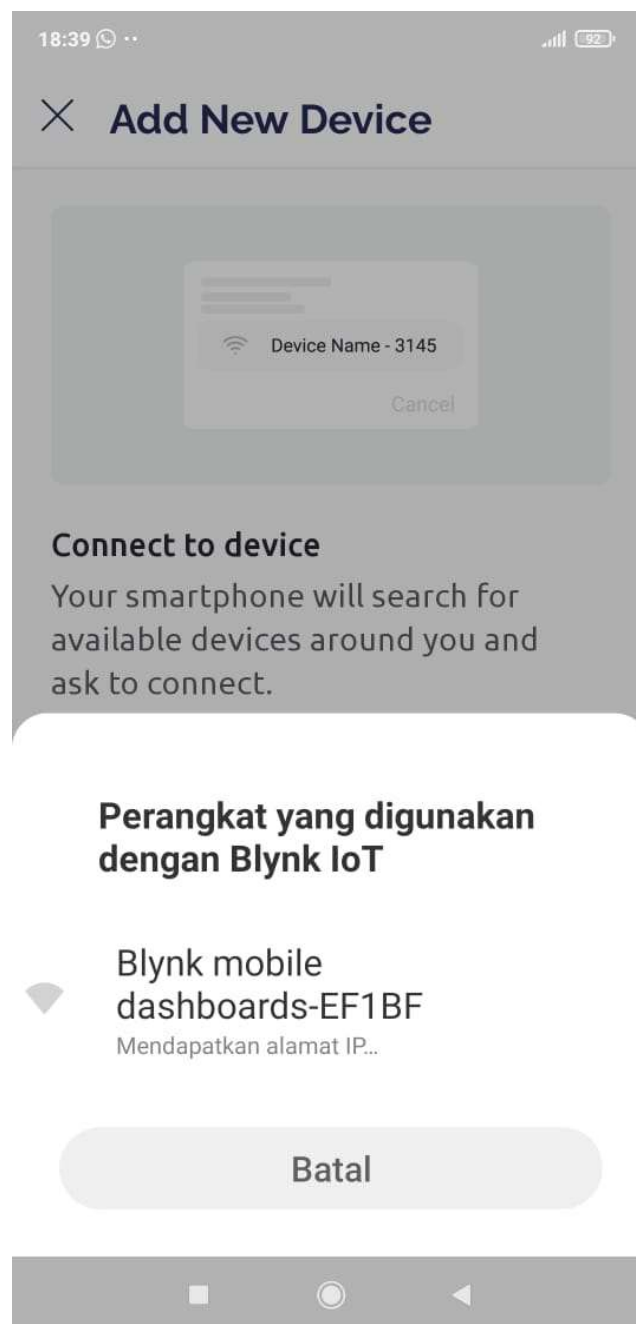 18:39
92
Add New Device
Device Name - 3145
Cancel
Connect to device
Your smartphone will search for
available devices around you and
ask to connect.
Perangkat yang digunakan
dengan Blynk IoT
Blynk mobile
dashboards-EF1BF
Mendapatkan alamat IP...
Batal